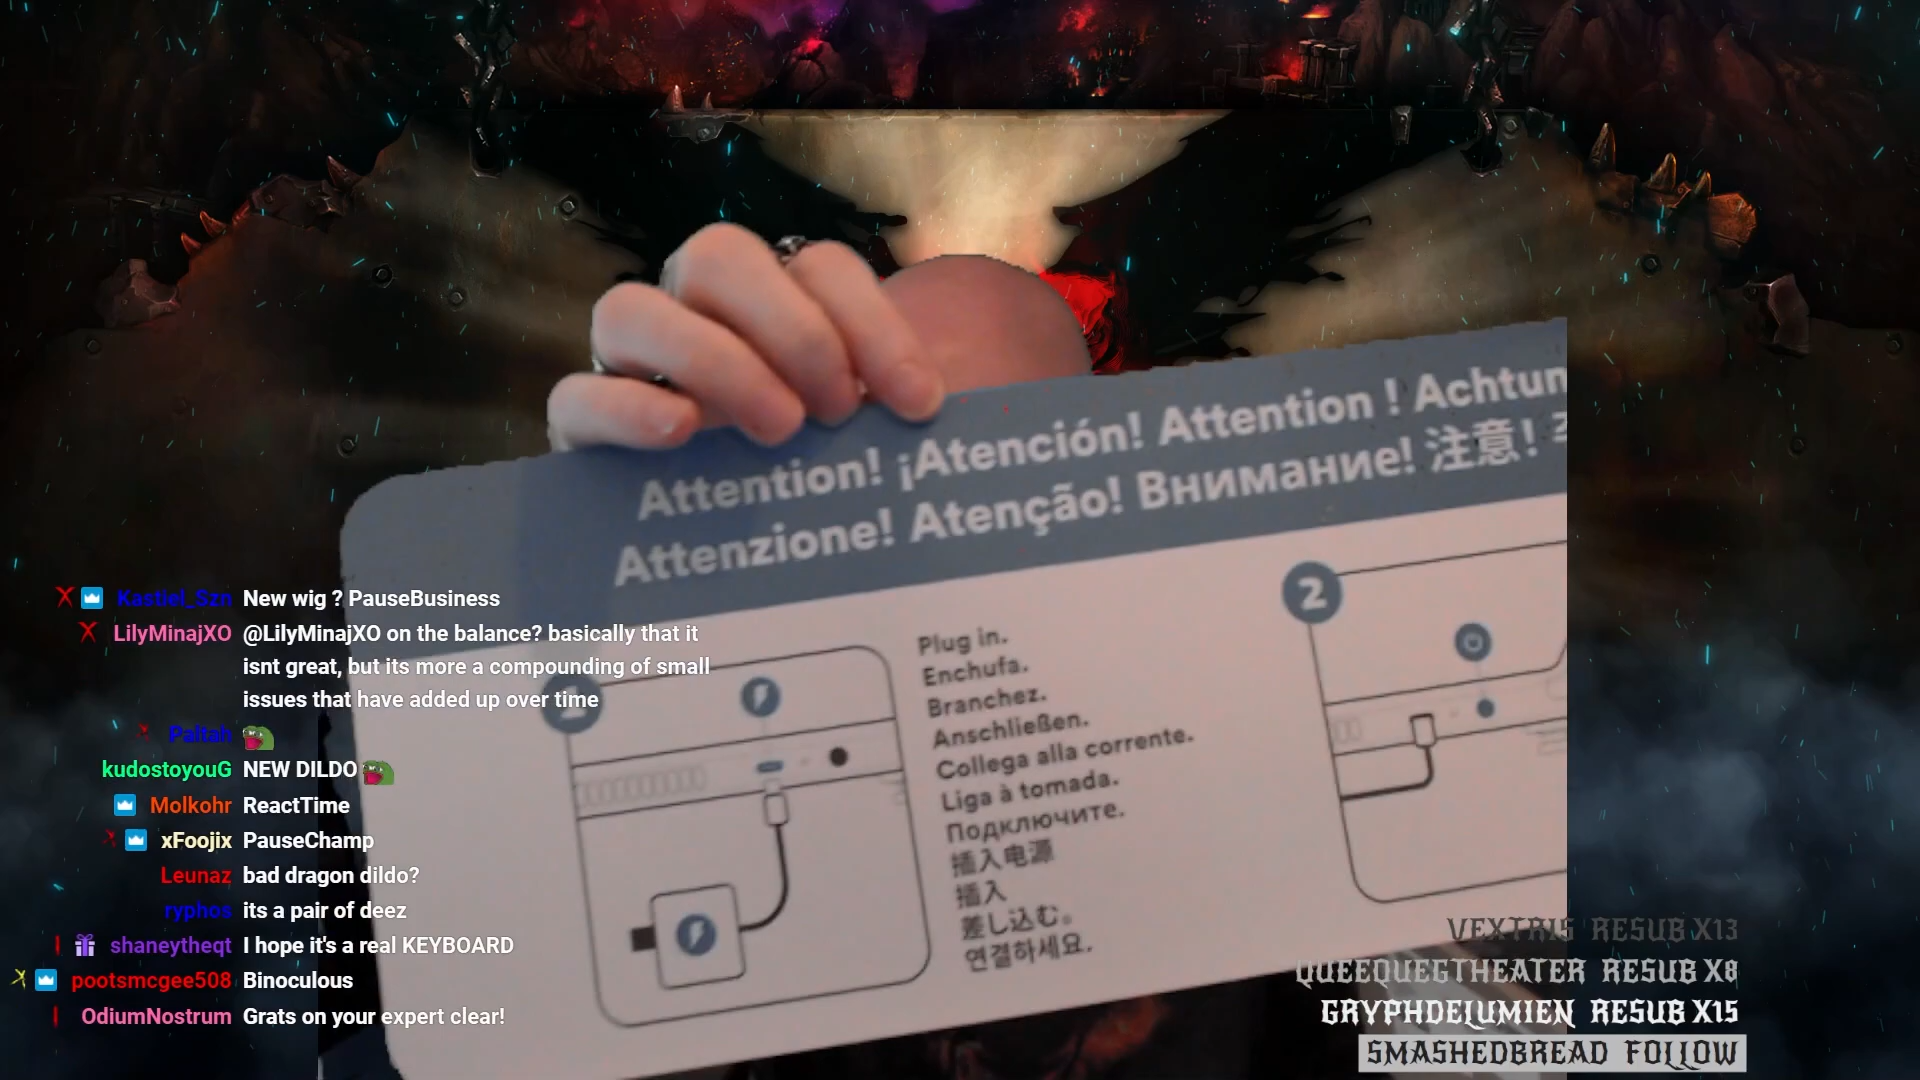 Attention! ¡Atención! Attention ! Achtun
Attenzione! Atenção! Внимание! 注意!
Plug in.
Enchufa.
Branchez.
Anschließen.
Collega alla corrente.
Liga à tomada.
Подключите.
插入电源
插入
差し込む。
연결하세요.
2
Kastiel_Szn New wig ? PauseBusiness
LilyMinajXO @LilyMinajXO on the balance? basically that it
isnt great, but its more a compounding of small
issues that have added up over time
Paltah
kudostoyouG NEW DILDO
Molkohr ReactTime
xFoojix PauseChamp
Leunaz bad dragon dildo?
ryphos its a pair of deez
shaneytheqt I hope it's a real KEYBOARD
pootsmcgee508 Binoculous
OdiumNostrum Grats on your expert clear!
VEXTRIS RESUB X13
QUEEQUEGTHEATER RESUB X8
GRYPHDELUMIEN RESUB X15
SMASHEDBREAD FOLLOW